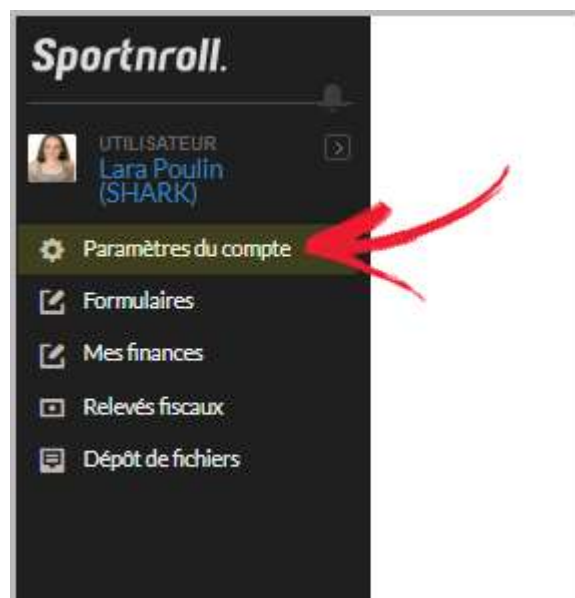 Sportnroll.
UTILISATEUR
Lara Poulin
(SHARK)
Paramètres du compte
Formulaires
Mes finances
Relevés fiscaux
Dépôt de fichiers